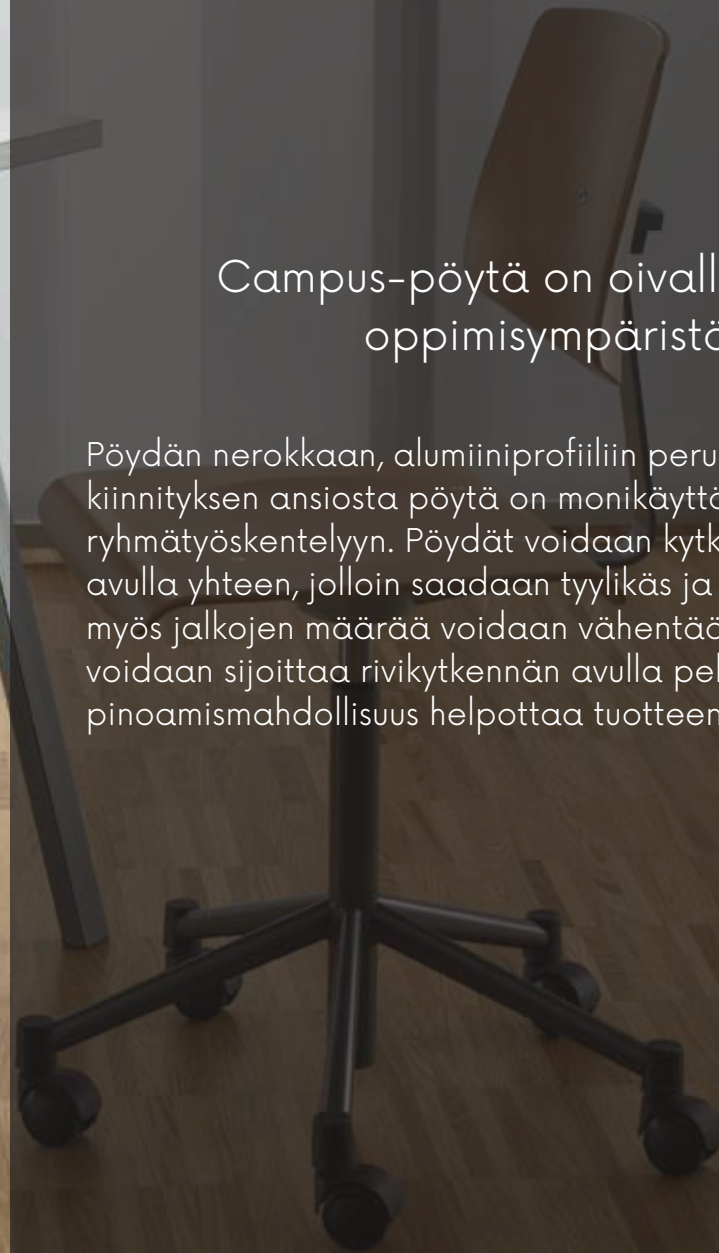 Campus-pöytä on oivall
oppimisympäristö
Pöydän nerokkaan, alumiiniprofiiliin peru
kiinnityksen ansiosta pöytä on monikäyttö
ryhmätyöskentelyyn. Pöydät voidaan kytk
avulla yhteen, jolloin saadaan tyylikäs ja
myös jalkojen määrää voidaan vähentää
voidaan sijoittaa rivikytkennän avulla pel
pinoamismahdollisuus helpottaa tuotteen